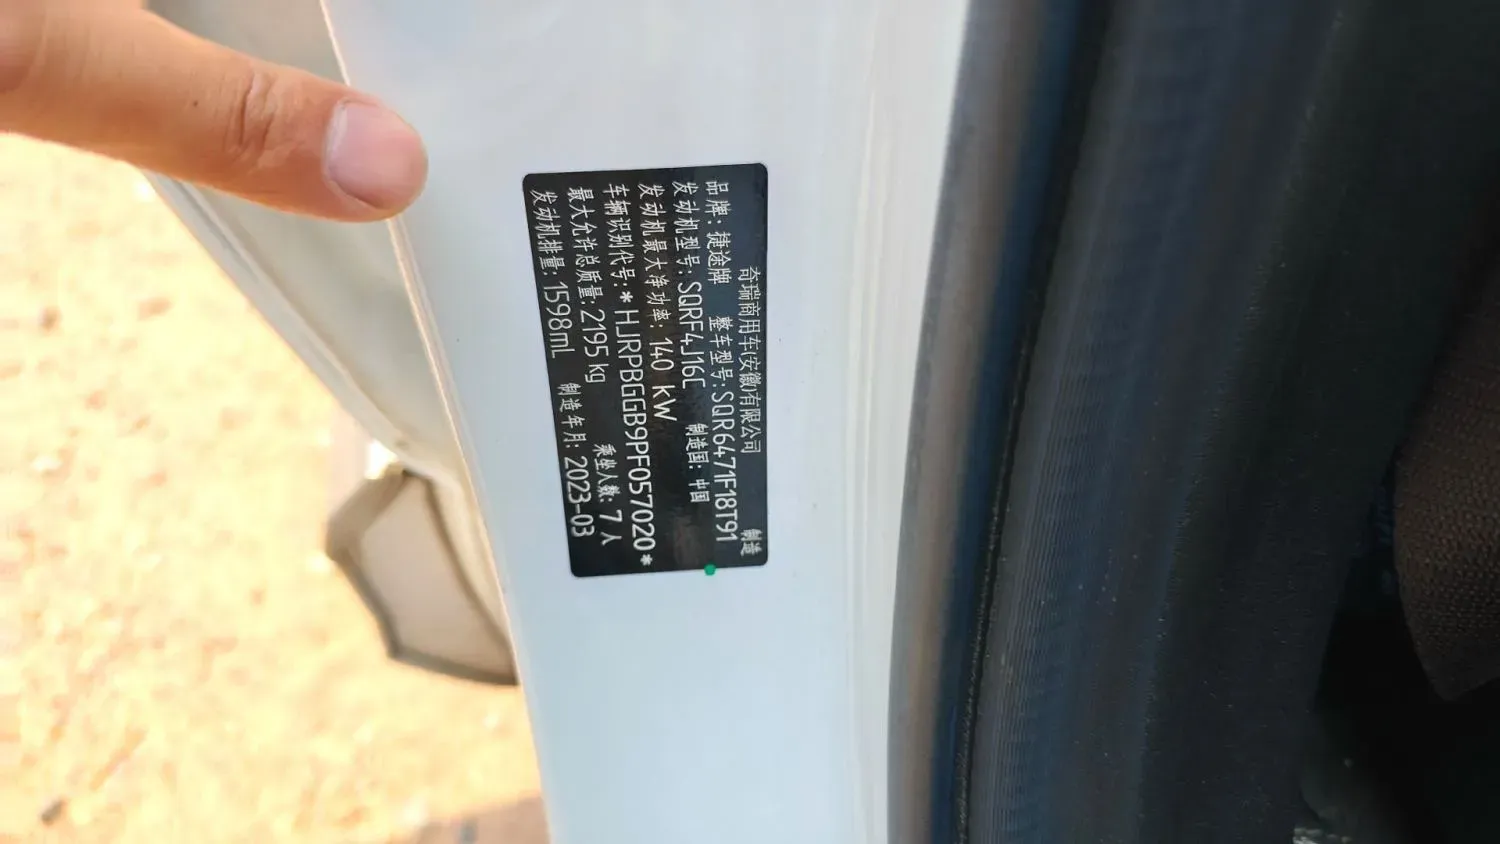 奇瑞商用车(安徽)有限公司 制造
品牌：捷途牌 整车型号：SQR6471F18T91
发动机型号：SQRF4J16C 制造国：中国
发动机最大净功率：140 kW
车辆识别代号：*HJRPBGGB9PF057020*
最大允许总质量：2195 kg 乘坐人数：7 人
发动机排量：1598mL 制造年月：2023-03